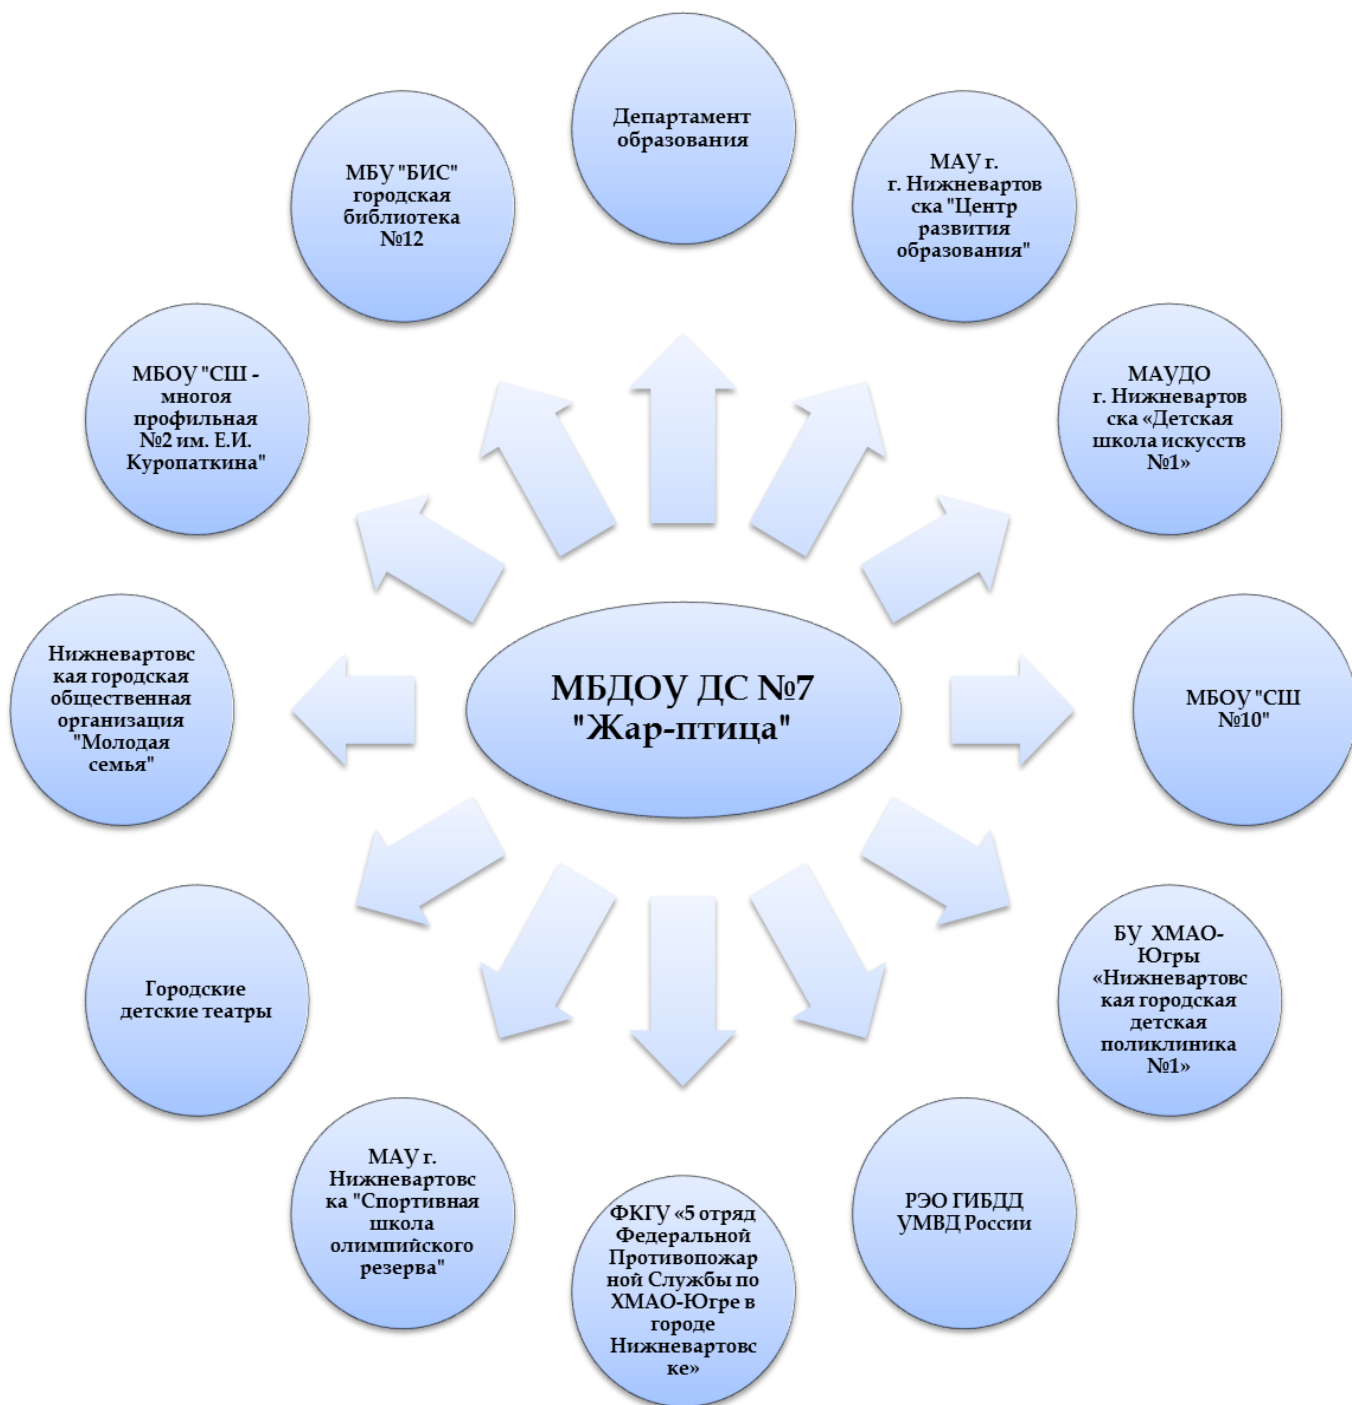 Департамент
образования
МАУ г.
г. Нижневартов
ска "Центр
развития
образования"
МАУДО
г. Нижневартов
ска «Детская
школа искусств
№1»
МБОУ "СШ
№10"
БУ ХМАО-
Югры
«Нижневартовс
кая городская
детская
поликлиника
№1»
РЭО ГИБДД
УМВД России
ФКГУ «5 отряд
Федеральной
Противопожар
ной Службы по
ХМАО-Югре в
городе
Нижневартовс
ке»
МАУ г.
Нижневартовс
ка "Спортивная
школа
олимпийского
резерва"
Городские
детские театры
Нижневартовс
кая городская
общественная
организация
"Молодая
семья"
МБОУ "СШ -
многоя
профильная
№2 им. Е.И.
Куропаткина"
МБУ "БИС"
городская
библиотека
№12
МБДОУ ДС №7
"Жар-птица"